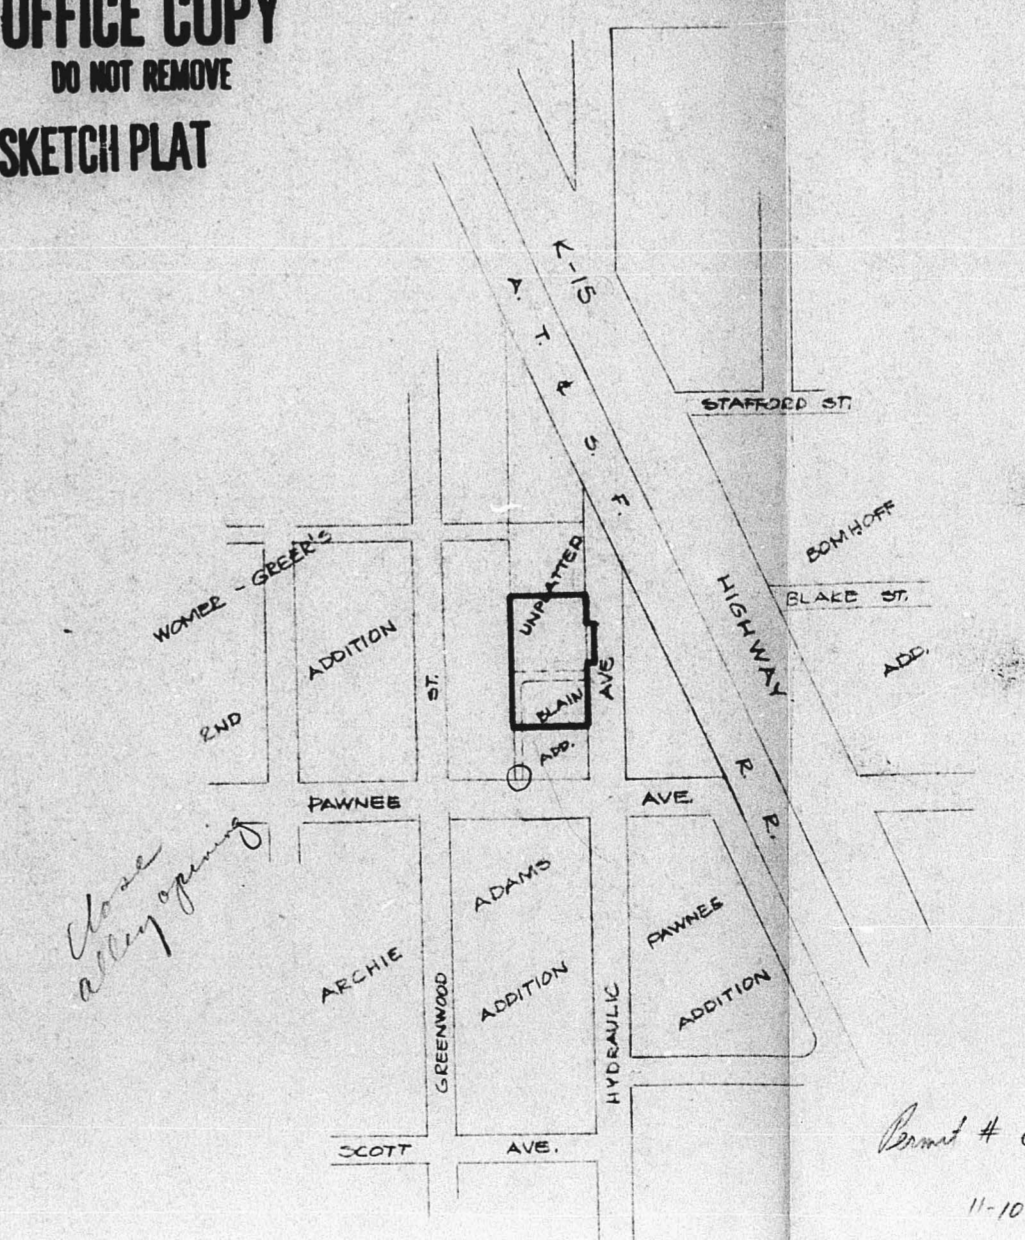 OFFICE COPY
DO NOT REMOVE
SKETCH PLAT
K-15
A. T. & S. F.
STAFFORD ST.
BOMHOFF
WOMER - GREER'S
UNPLATTED
HIGHWAY
BLAKE ST.
ADDITION
ADD.
ST.
AVE
2ND
BLAIN
ADD.
R. R.
PAWNEE
AVE.
Close
alley opening
ADAMS
PAWNEE
ARCHIE
ADDITION
ADDITION
GREENWOOD
HYDRAULIC
Permit #
SCOTT
AVE.
11-10